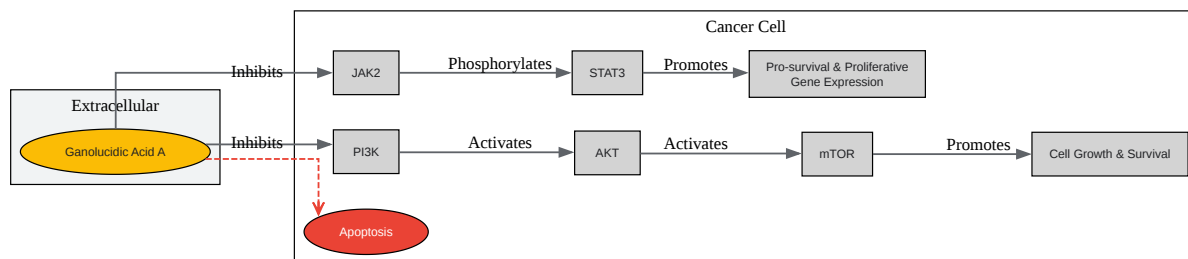 Cancer Cell
Inhibits
JAK2
Phosphorylates
STAT3
Promotes
Pro-survival & Proliferative
Gene Expression
Extracellular
Ganolucidic Acid A
Inhibits
PI3K
Activates
AKT
Activates
mTOR
Promotes
Cell Growth & Survival
Apoptosis